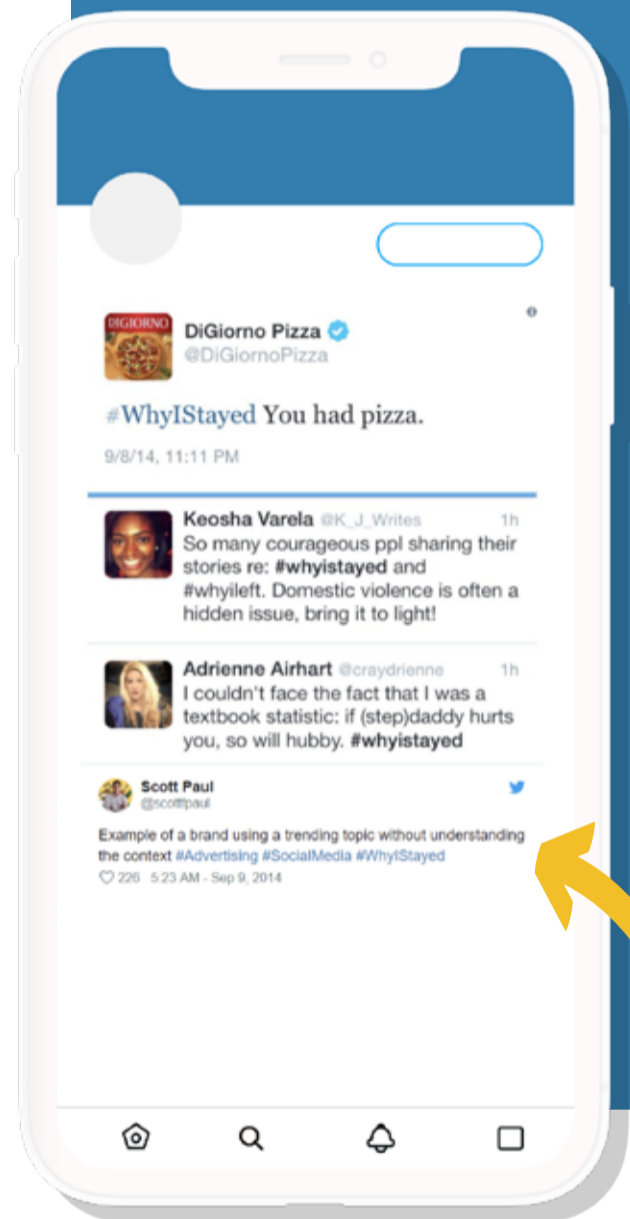 DIGIORNO
DiGiorno Pizza
@DiGiornoPizza
#WhyIStayed You had pizza.
9/8/14, 11:11 PM
Keosha Varela @K_J_Writes 1h
So many courageous ppl sharing their
stories re: #whyistayed and
#whyileft. Domestic violence is often a
hidden issue, bring it to light!
Adrienne Airhart @craydrienne 1h
I couldn't face the fact that I was a
textbook statistic: if (step)daddy hurts
you, so will hubby. #whyistayed
Scott Paul
@scottpaul
Example of a brand using a trending topic without understanding
the context #Advertising #SocialMedia #WhyIStayed
226 5:23 AM - Sep 9, 2014